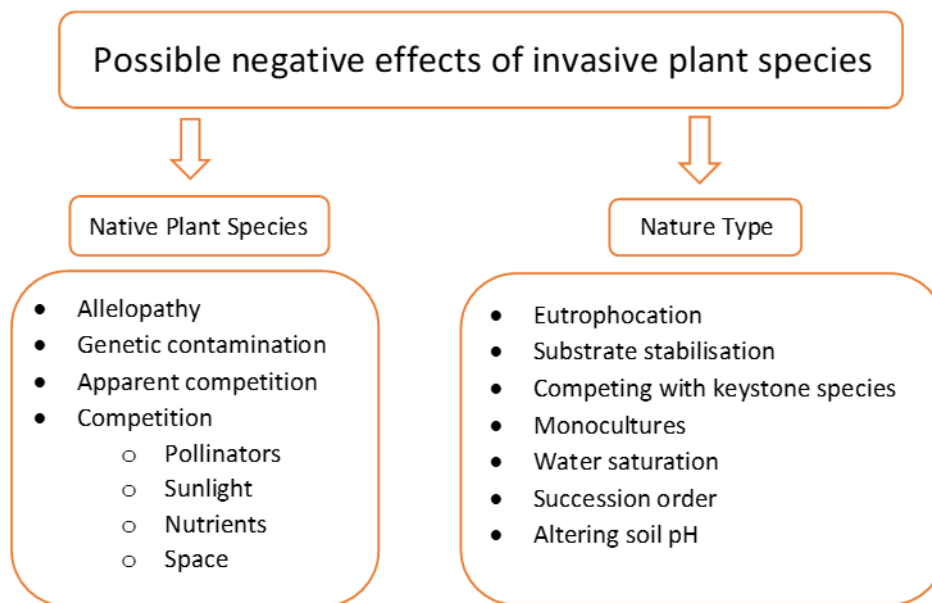 Possible negative effects of invasive plant species
Native Plant Species
• Allelopathy
• Genetic contamination
• Apparent competition
• Competition
o Pollinators
o Sunlight
o Nutrients
o Space
Nature Type
• Eutrophocation
• Substrate stabilisation
• Competing with keystone species
• Monocultures
• Water saturation
• Succession order
• Altering soil pH